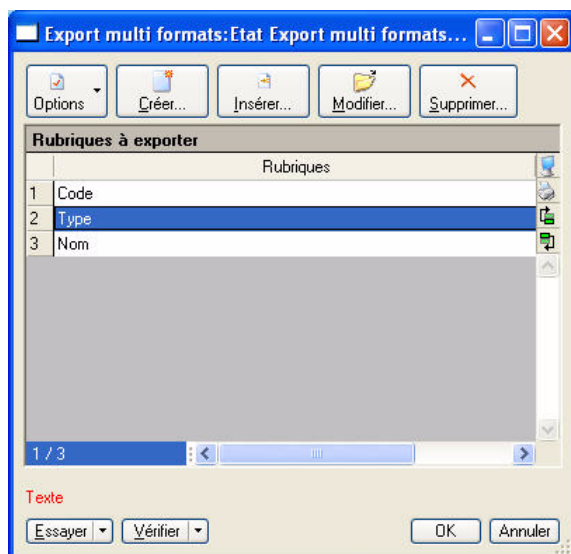 Export multi formats:Etat Export multi formats...
Options Créer... Insérer... Modifier... Supprimer...
Rubriques à exporter
Rubriques
1 Code
2 Type
3 Nom
1 / 3
Texte
Essayer Vérifier OK Annuler